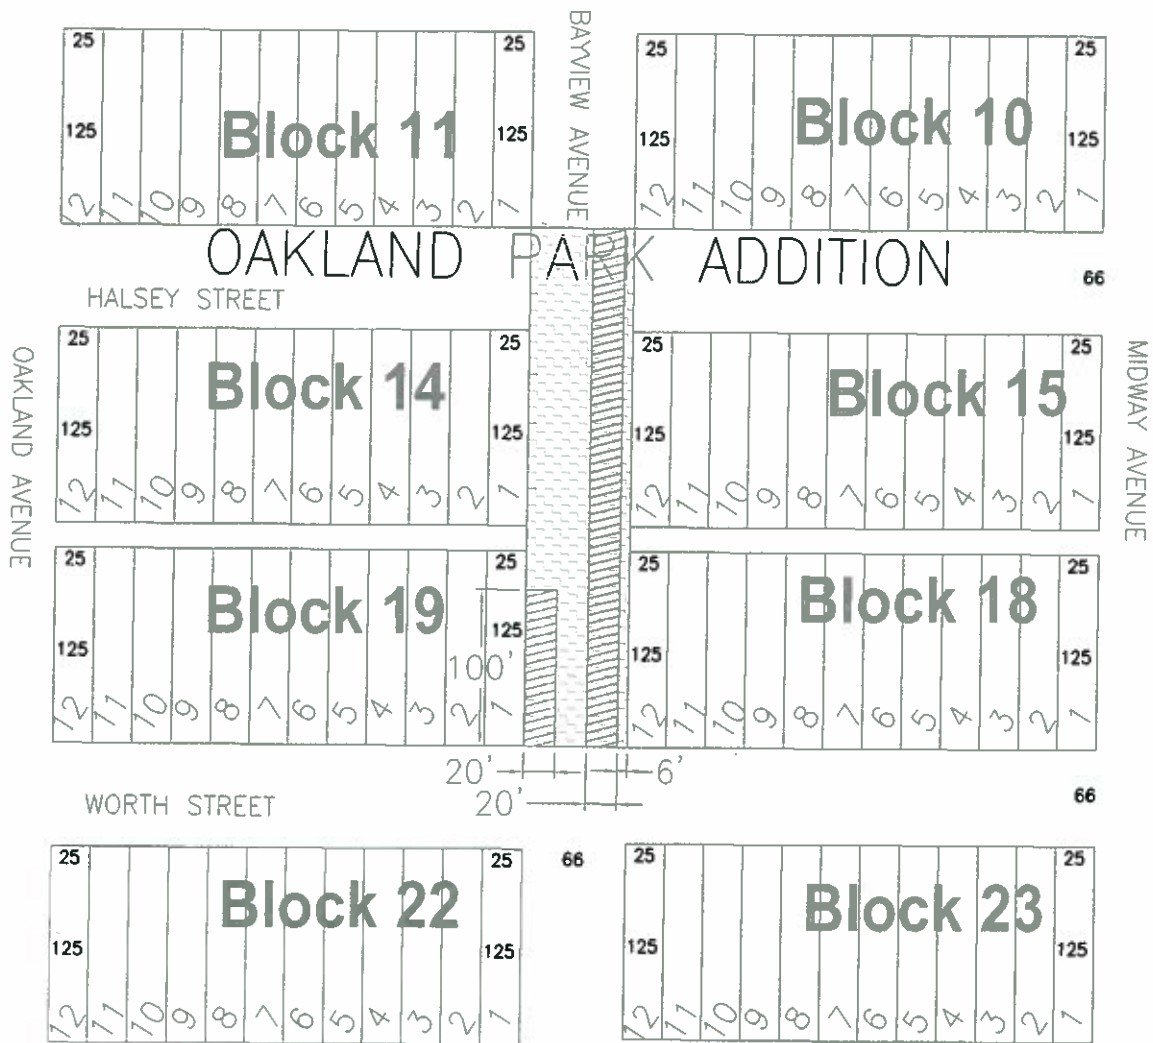 BAYVIEW AVENUE
25 25 25 25
Block 11 Block 10
125 125 125 125
12 11 10 9 8 7 6 5 4 3 2 1 12 11 10 9 8 7 6 5 4 3 2 1
OAKLAND PARK ADDITION
66
HALSEY STREET
OAKLAND AVENUE
MIDWAY AVENUE
25 25 25 25
Block 14 Block 15
125 125 125 125
12 11 10 9 8 7 6 5 4 3 2 1 12 11 10 9 8 7 6 5 4 3 2 1
25 25 25 25
Block 19 Block 18
125 125 125 125
100'
12 11 10 9 8 7 6 5 4 3 2 1 12 11 10 9 8 7 6 5 4 3 2 1
20' 6'
20'
WORTH STREET
66
66
25 25 25 25
Block 22 Block 23
125 125 125 125
12 11 10 9 8 7 6 5 4 3 2 1 12 11 10 9 8 7 6 5 4 3 2 1